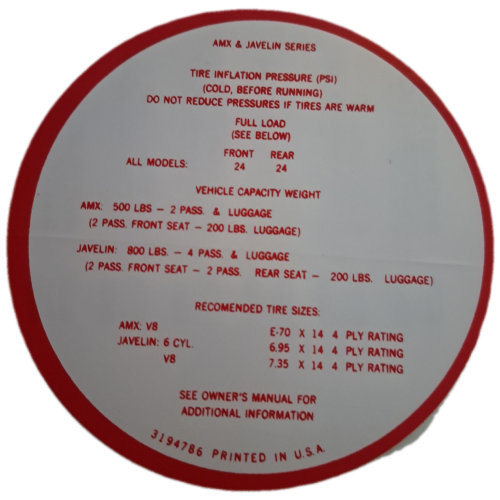 AMX & JAVELIN SERIES
TIRE INFLATION PRESSURE (PSI)
(COLD, BEFORE RUNNING)
DO NOT REDUCE PRESSURES IF TIRES ARE WARM
FULL LOAD
(SEE BELOW)
FRONT REAR
ALL MODELS: 24 24
VEHICLE CAPACITY WEIGHT
AMX: 500 LBS - 2 PASS. & LUGGAGE
(2 PASS. FRONT SEAT - 200 LBS. LUGGAGE)
JAVELIN: 800 LBS - 4 PASS. & LUGGAGE
(2 PASS. FRONT SEAT - 2 PASS. REAR SEAT - 200 LBS. LUGGAGE)
RECOMENDED TIRE SIZES:
AMX: V8 E-70 X 14 4 PLY RATING
JAVELIN: 6 CYL. 6.95 X 14 4 PLY RATING
V8 7.35 X 14 4 PLY RATING
SEE OWNER'S MANUAL FOR
ADDITIONAL INFORMATION
3194786 PRINTED IN U.S.A.